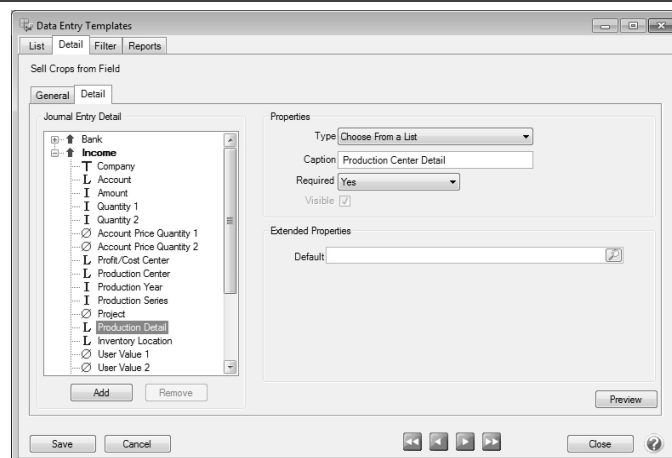 Data Entry Templates
List Detail Filter Reports
Sell Crops from Field
General Detail
Journal Entry Detail
Bank
Income
T Company
L Account
I Amount
I Quantity 1
I Quantity 2
Ø Account Price Quantity 1
Ø Account Price Quantity 2
L Profit/Cost Center
L Production Center
I Production Year
I Production Series
Ø Project
L Production Detail
L Inventory Location
Ø User Value 1
Ø User Value 2
Add Remove
Properties
Type Choose From a List
Caption Production Center Detail
Required Yes
Visible
Extended Properties
Default
Preview
Save Cancel Close ?